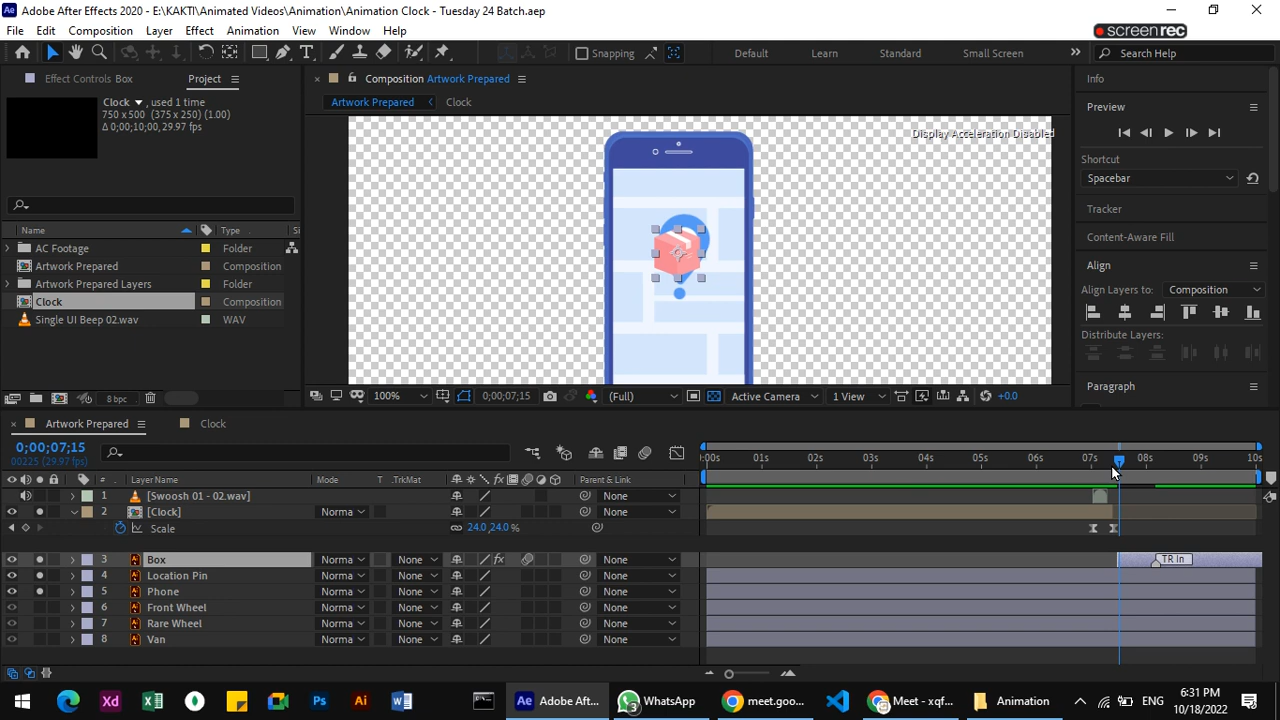 Adobe After Effects 2020 - E:\KAKTI\Animated Videos\Animation\Animation Clock - Tuesday 24 Batch.aep
File Edit Composition Layer Effect Animation View Window Help
screenrec
Snapping Default Learn Standard Small Screen Search Help
Effect Controls Box Project
Clock , used 1 time
750 x 500 (375 x 250) (1.00)
Δ 0;00;10;00, 29.97 fps
Name Type Si
AC Footage Folder
Artwork Prepared Composition
Artwork Prepared Layers Folder
Clock Composition
Single UI Beep 02.wav WAV
8 bpc
Composition Artwork Prepared
Artwork Prepared Clock
Display Acceleration Disabled
100% 0;00;07;15 (Full) Active Camera 1 View +0.0
Info
Preview
Shortcut
Spacebar
Tracker
Content-Aware Fill
Align
Align Layers to: Composition
Distribute Layers:
Paragraph
Artwork Prepared Clock
0;00;07;15
00225 (29.97 fps)
:00s 01s 02s 03s 04s 05s 06s 07s 08s 09s 10s
# Layer Name Mode T .TrkMat Parent & Link
1 [Swoosh 01 - 02.wav] None
2 [Clock] Norma None
Scale 24.0,24.0 %
3 Box Norma None None TR in
4 Location Pin Norma None None
5 Phone Norma None None
6 Front Wheel Norma None None
7 Rare Wheel Norma None None
8 Van Norma None None
Adobe Afte... WhatsApp meet.goo... Meet - xqf... Animation ENG 6:31 PM
10/18/2022